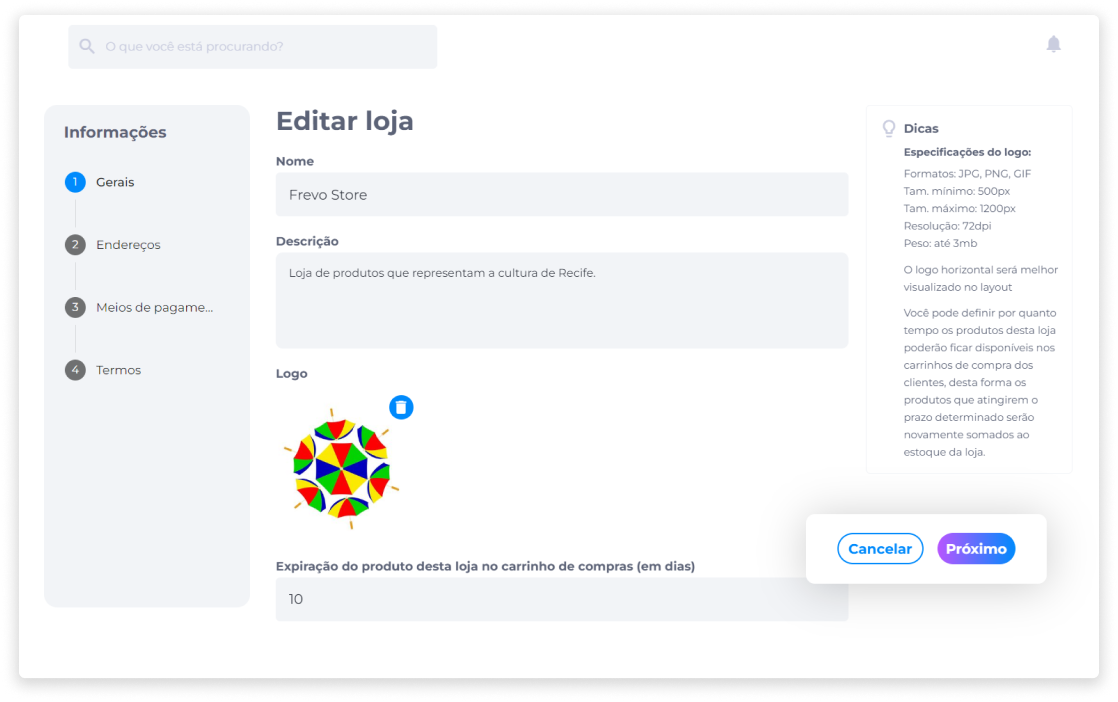 O que você está procurando?
Informações
1 Gerais
2 Endereços
3 Meios de pagame...
4 Termos
Editar loja
Nome
Frevo Store
Descrição
Loja de produtos que representam a cultura de Recife.
Logo
Expiração do produto desta loja no carrinho de compras (em dias)
10
Dicas
Especificações do logo:
Formatos: JPG, PNG, GIF
Tam. mínimo: 500px
Tam. máximo: 1200px
Resolução: 72dpi
Peso: até 3mb
O logo horizontal será melhor
visualizado no layout
Você pode definir por quanto
tempo os produtos desta loja
poderão ficar disponíveis nos
carrinhos de compra dos
clientes, desta forma os
produtos que atingirem o
prazo determinado serão
novamente somados ao
estoque da loja.
Cancelar
Próximo